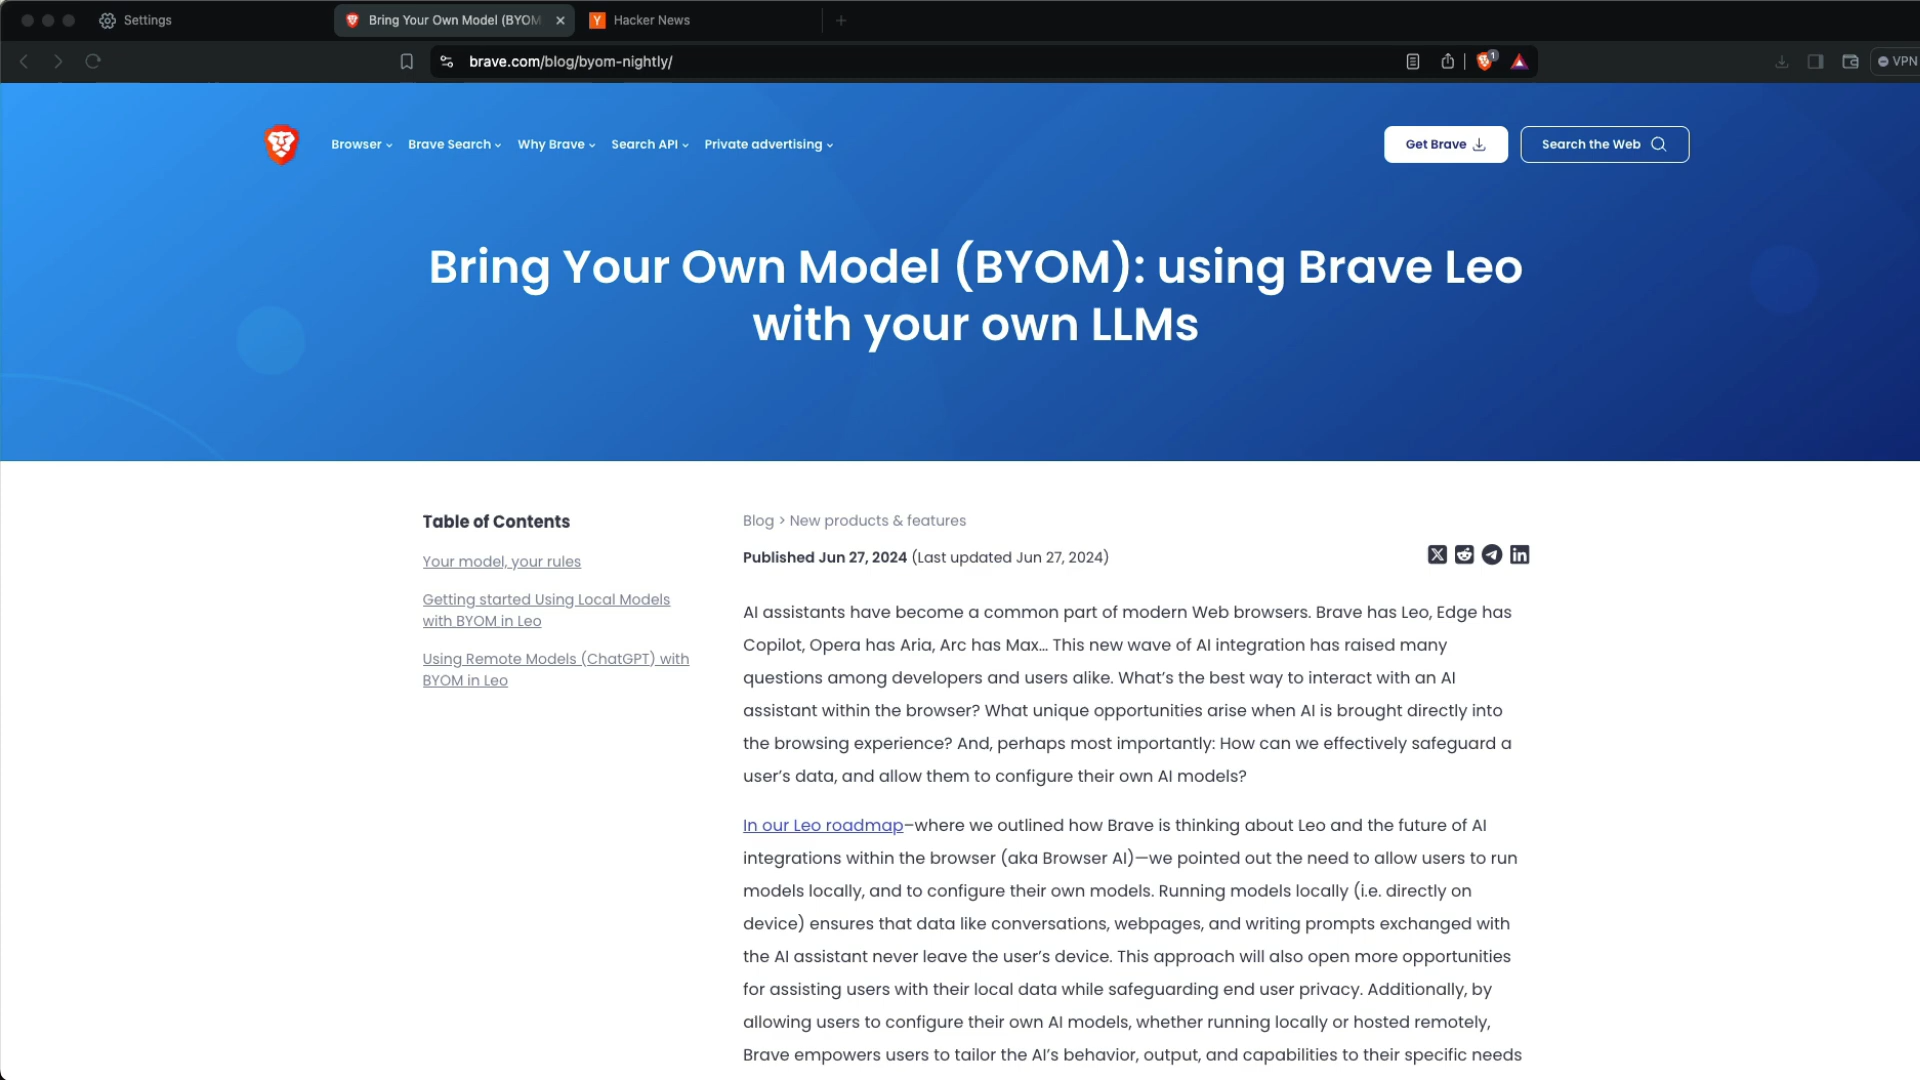 Settings
Bring Your Own Model (BYOM
Hacker News
brave.com/blog/byom-nightly/
1
VPN
Browser
Brave Search
Why Brave
Search API
Private advertising
Get Brave
Search the Web
Bring Your Own Model (BYOM): using Brave Leo
with your own LLMs
Table of Contents
Your model, your rules
Getting started Using Local Models
with BYOM in Leo
Using Remote Models (ChatGPT) with
BYOM in Leo
Blog > New products & features
Published Jun 27, 2024 (Last updated Jun 27, 2024)
AI assistants have become a common part of modern Web browsers. Brave has Leo, Edge has
Copilot, Opera has Aria, Arc has Max… This new wave of AI integration has raised many
questions among developers and users alike. What’s the best way to interact with an AI
assistant within the browser? What unique opportunities arise when AI is brought directly into
the browsing experience? And, perhaps most importantly: How can we effectively safeguard a
user’s data, and allow them to configure their own AI models?
In our Leo roadmap–where we outlined how Brave is thinking about Leo and the future of AI
integrations within the browser (aka Browser AI)—we pointed out the need to allow users to run
models locally, and to configure their own models. Running models locally (i.e. directly on
device) ensures that data like conversations, webpages, and writing prompts exchanged with
the AI assistant never leave the user’s device. This approach will also open more opportunities
for assisting users with their local data while safeguarding end user privacy. Additionally, by
allowing users to configure their own AI models, whether running locally or hosted remotely,
Brave empowers users to tailor the AI’s behavior, output, and capabilities to their specific needs